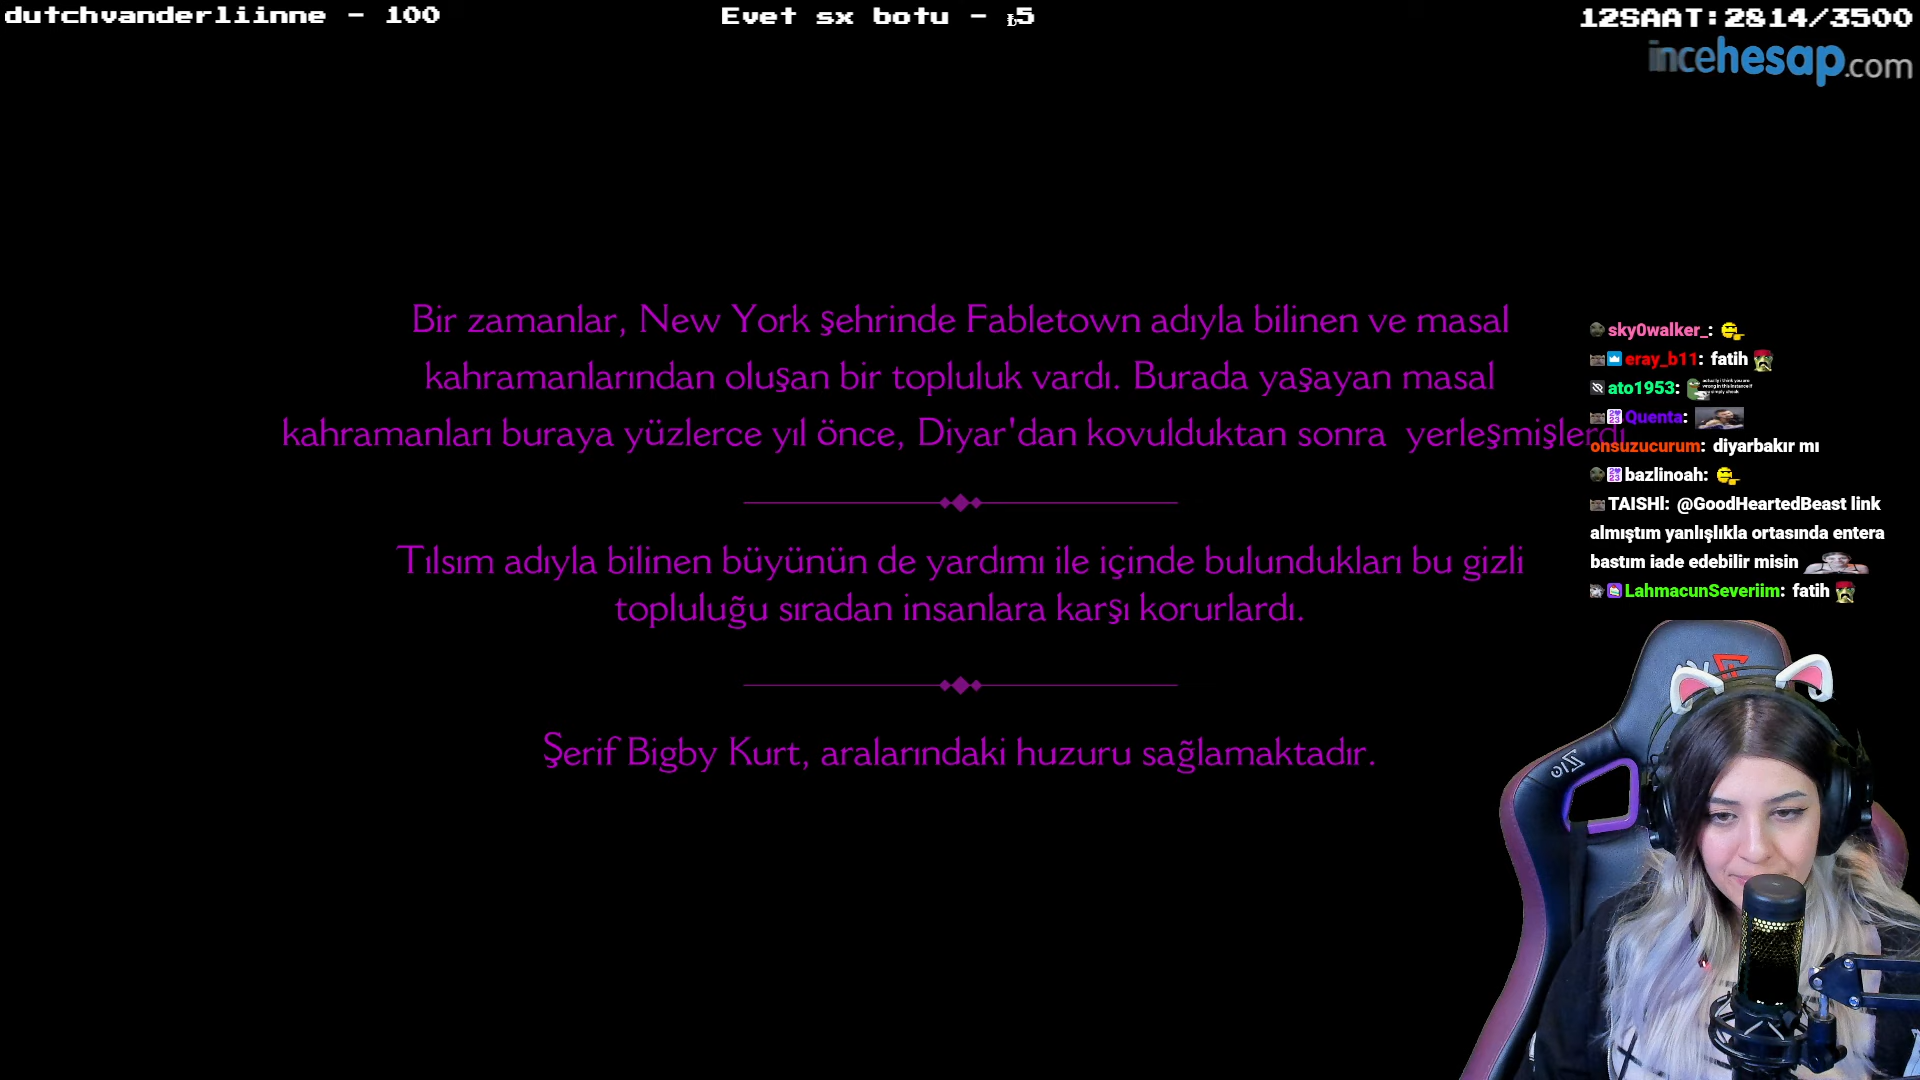 dutchvanderliinne - 100
Evet sx botu - ₺5
12SAAT:2814/3500
incehesap.com
Bir zamanlar, New York şehrinde Fabletown adıyla bilinen ve masal
kahramanlarından oluşan bir topluluk vardı. Burada yaşayan masal
kahramanları buraya yüzlerce yıl önce, Diyar'dan kovulduktan sonra yerleşmişlerdi
Tılsım adıyla bilinen büyünün de yardımı ile içinde bulundukları bu gizli
topluluğu sıradan insanlara karşı korurlardı.
Şerif Bigby Kurt, aralarındaki huzuru sağlamaktadır.
sky0walker_:
eray_b11: fatih
ato1953:
Quenta:
onsuzucurum: diyarbakır mı
bazlinoah:
TAISHl: @GoodHeartedBeast link
almıştım yanlışlıkla ortasında entera
bastım iade edebilir misin
LahmacunSeveriim: fatih